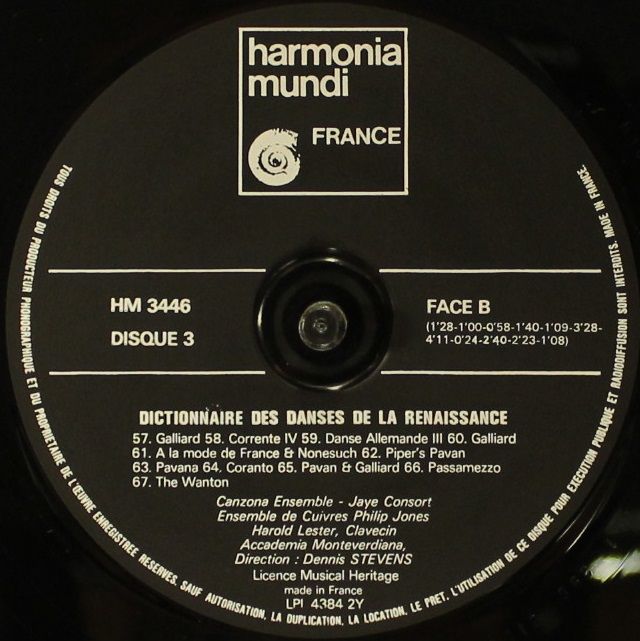 harmonia
mundi
FRANCE
HM 3446
DISQUE 3
FACE B
(1'28-1'00-0'58-1'40-1'09-3'28-
4'11-0'24-2'40-2'23-1'08)
DICTIONNAIRE DES DANSES DE LA RENAISSANCE
57. Galliard 58. Corrente IV 59. Danse Allemande III 60. Galliard
61. A la mode de France & Nonesuch 62. Piper's Pavan
63. Pavana 64. Coranto 65. Pavan & Galliard 66. Passamezzo
67. The Wanton
Canzona Ensemble - Jaye Consort
Ensemble de Cuivres Philip Jones
Harold Lester, Clavecin
Accademia Monteverdiana,
Direction : Dennis STEVENS
Licence Musical Heritage
made in France
LPI 4384 2Y
TOUS DROITS DU PRODUCTEUR PHONOGRAPHIQUE ET DU PROPRIETAIRE DE L'ŒUVRE ENREGISTREE RESERVES. SAUF AUTORISATION, LA DUPLICATION, LA LOCATION, LE PRET, L'UTILISATION DE CE DISQUE POUR EXECUTION PUBLIQUE ET RADIODIFFUSION SONT INTERDITS. MADE IN FRANCE.